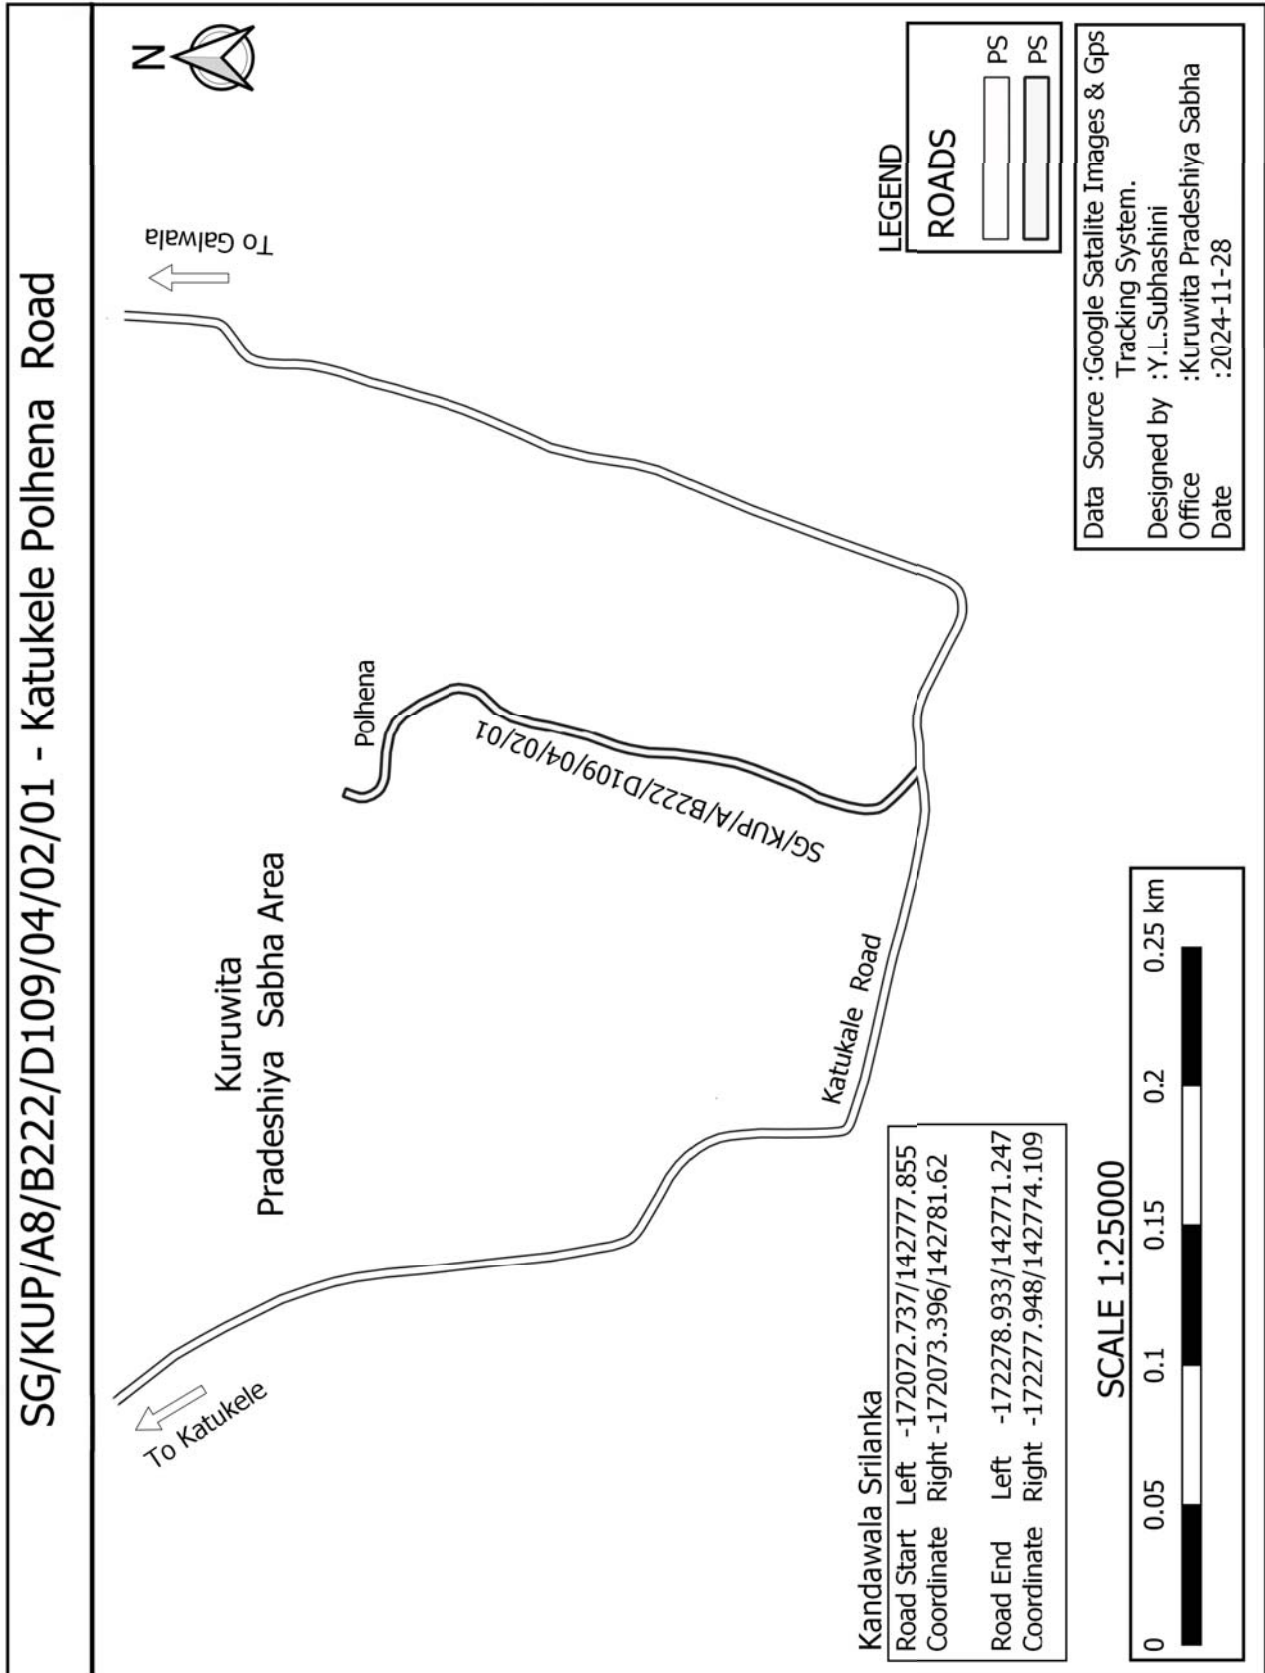 SG/KUP/A8/B222/D109/04/02/01 - Katukele Polhena Road
N
To Galwala
To Katukele
Kuruwita
Pradeshiya Sabha Area
Polhena
SG/KUP/A/B222/D109/04/02/01
Katukale Road
LEGEND
ROADS
PS
PS
Kandawala Srilanka
Road Start Left -172072.737/142777.855
Coordinate Right -172073.396/142781.62
Road End Left -172278.933/142771.247
Coordinate Right -172277.948/142774.109
SCALE 1:25000
0 0.05 0.1 0.15 0.2 0.25 km
Data Source :Google Satalite Images & Gps
Tracking System.
Designed by :Y.L.Subhashini
Office :Kuruwita Pradeshiya Sabha
Date :2024-11-28